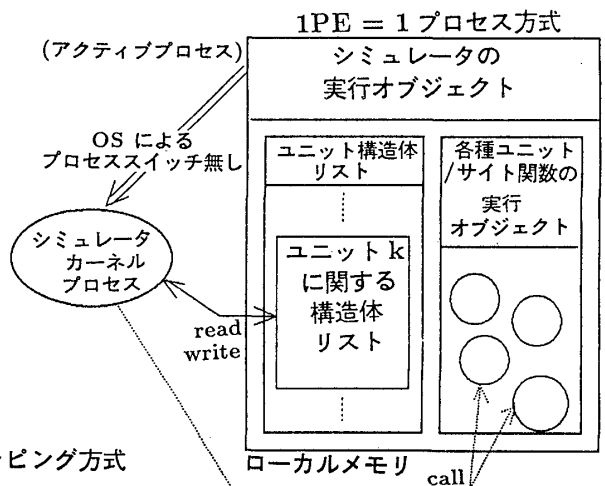 1PE = 1 プロセス方式
(アクティブプロセス)
シミュレータの
実行オブジェクト
OS による
プロセススイッチ無し
ユニット構造体
リスト
各種ユニット
/サイト関数の
実行
オブジェクト
シミュレータ
カーネル
プロセス
ユニット k
に関する
構造体
リスト
read
write
ピング方式
ローカルメモリ
call